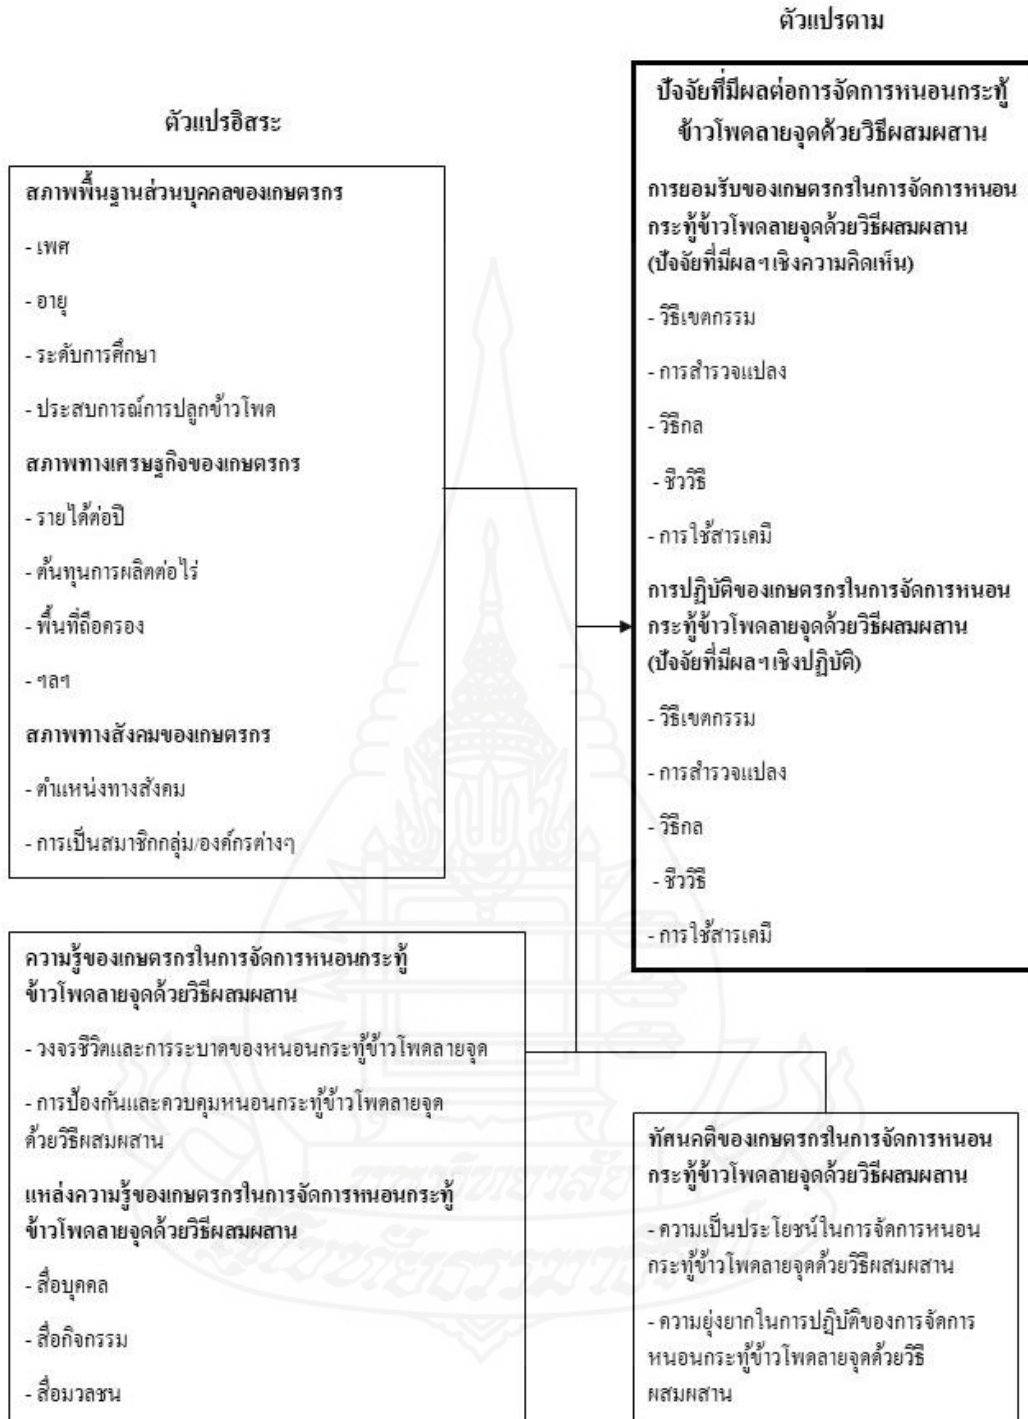 ตัวแปรตาม
ตัวแปรอิสระ
สภาพพื้นฐานส่วนบุคคลของเกษตรกร
- เพศ
- อายุ
- ระดับการศึกษา
- ประสบการณ์การปลูกข้าวโพด
สภาพทางเศรษฐกิจของเกษตรกร
- รายได้ต่อปี
- ต้นทุนการผลิตต่อไร่
- พื้นที่ถือครอง
- ฯลฯ
สภาพทางสังคมของเกษตรกร
- ตำแหน่งทางสังคม
- การเป็นสมาชิกกลุ่ม/องค์กรต่างๆ
ปัจจัยที่มีผลต่อการจัดการหนอนกระทู้
ข้าวโพดลายจุดด้วยวิธีผสมผสาน
การยอมรับของเกษตรกรในการจัดการหนอน
กระทู้ข้าวโพดลายจุดด้วยวิธีผสมผสาน
(ปัจจัยที่มีผลฯเชิงความคิดเห็น)
- วิธีเขตกรรม
- การสำรวจแปลง
- วิธีกล
- ชีววิธี
- การใช้สารเคมี
การปฏิบัติของเกษตรกรในการจัดการหนอน
กระทู้ข้าวโพดลายจุดด้วยวิธีผสมผสาน
(ปัจจัยที่มีผลฯเชิงปฏิบัติ)
- วิธีเขตกรรม
- การสำรวจแปลง
- วิธีกล
- ชีววิธี
- การใช้สารเคมี
ความรู้ของเกษตรกรในการจัดการหนอนกระทู้
ข้าวโพดลายจุดด้วยวิธีผสมผสาน
- วงจรชีวิตและการระบาดของหนอนกระทู้ข้าวโพดลายจุด
- การป้องกันและควบคุมหนอนกระทู้ข้าวโพดลายจุด
ด้วยวิธีผสมผสาน
แหล่งความรู้ของเกษตรกรในการจัดการหนอนกระทู้
ข้าวโพดลายจุดด้วยวิธีผสมผสาน
- สื่อบุคคล
- สื่อกิจกรรม
- สื่อมวลชน
ทัศนคติของเกษตรกรในการจัดการหนอน
กระทู้ข้าวโพดลายจุดด้วยวิธีผสมผสาน
- ความเป็นประโยชน์ในการจัดการหนอน
กระทู้ข้าวโพดลายจุดด้วยวิธีผสมผสาน
- ความยุ่งยากในการปฏิบัติของการจัดการ
หนอนกระทู้ข้าวโพดลายจุดด้วยวิธี
ผสมผสาน